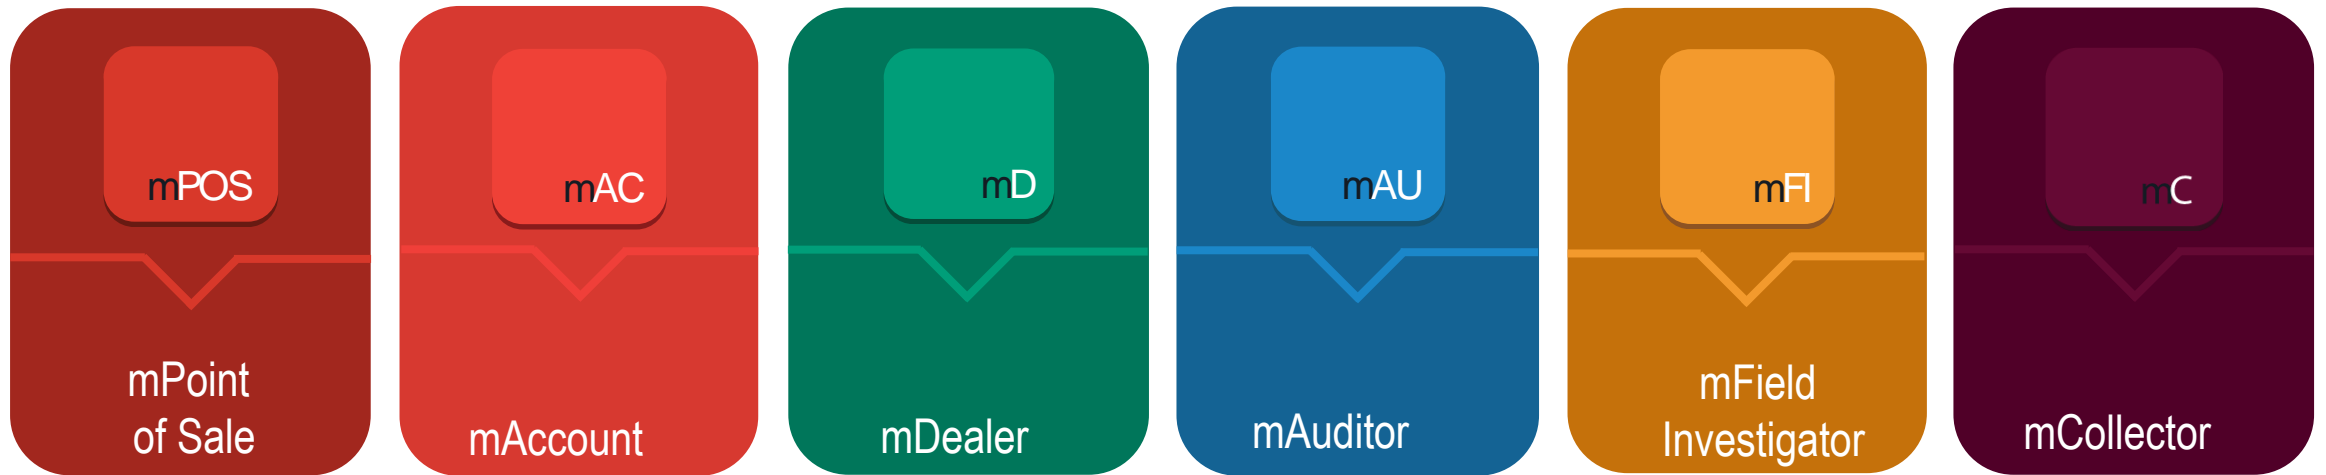 mPOS
mPoint
of Sale
mAC
mAccount
mD
mDealer
mAU
mAuditor
mFI
mField
Investigator
mC
mCollector